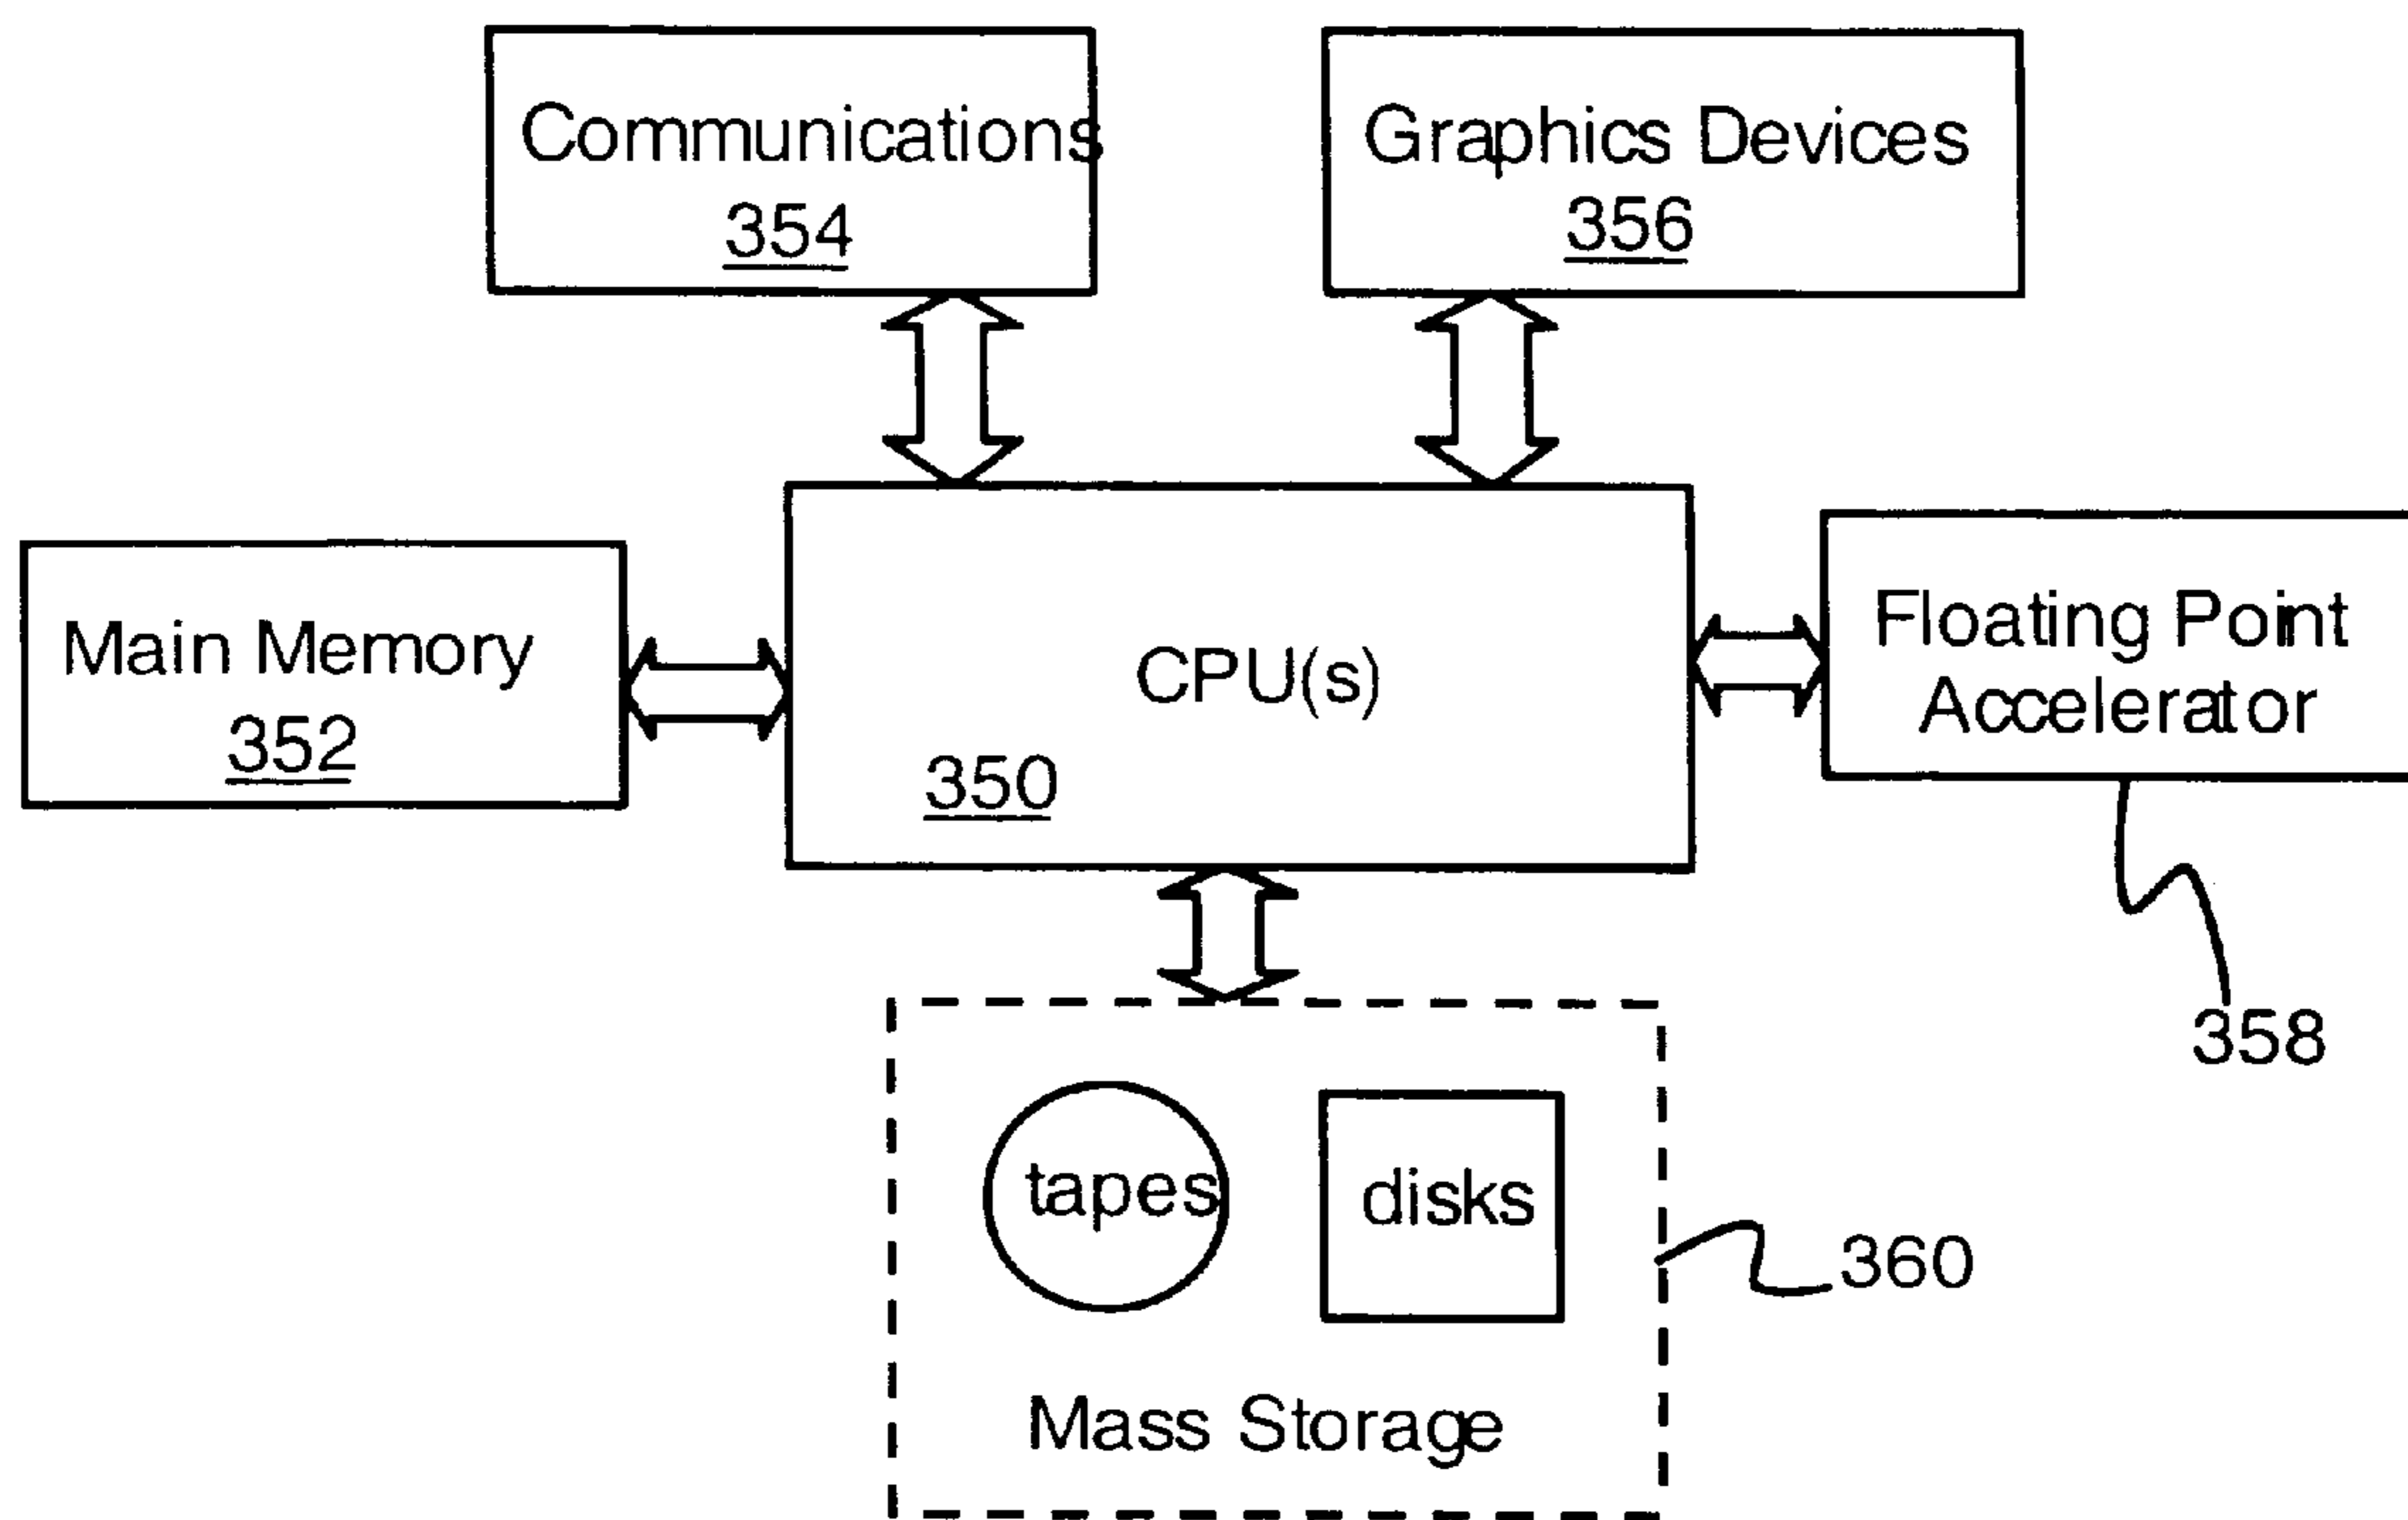 Communications
354
Graphics Devices
356
Main Memory
352
CPU(s)
350
Floating Point
Accelerator
358
tapes
disks
360
Mass Storage